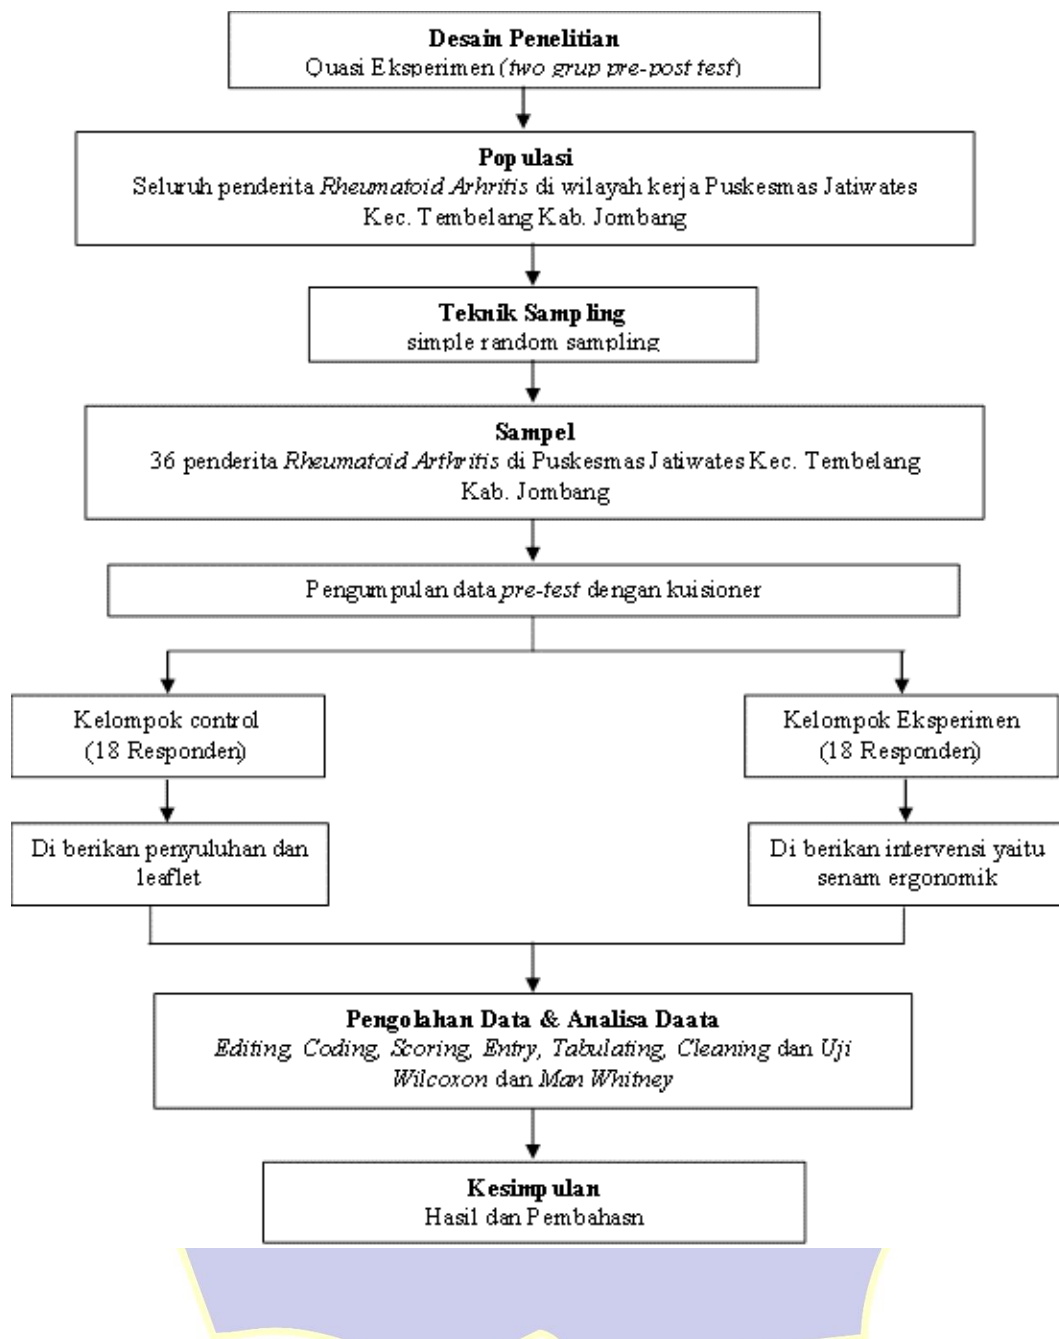 Desain Penelitian
Quasi Eksperimen (two grup pre-post test)
Populasi
Seluruh penderita Rheumatoid Arhritis di wilayah kerja Puskesmas Jatiwates
Kec. Tembelang Kab. Jombang
Teknik Sampling
simple random sampling
Sampel
36 penderita Rheumatoid Arthritis di Puskesmas Jatiwates Kec. Tembelang
Kab. Jombang
Pengumpulan data pre-test dengan kuisioner
Kelompok control
(18 Responden)
Kelompok Eksperimen
(18 Responden)
Di berikan penyuluhan dan
leaflet
Di berikan intervensi yaitu
senam ergonomik
Pengolahan Data & Analisa Daata
Editing, Coding, Scoring, Entry, Tabulating, Cleaning dan Uji
Wilcoxon dan Man Whitney
Kesimpulan
Hasil dan Pembahasn